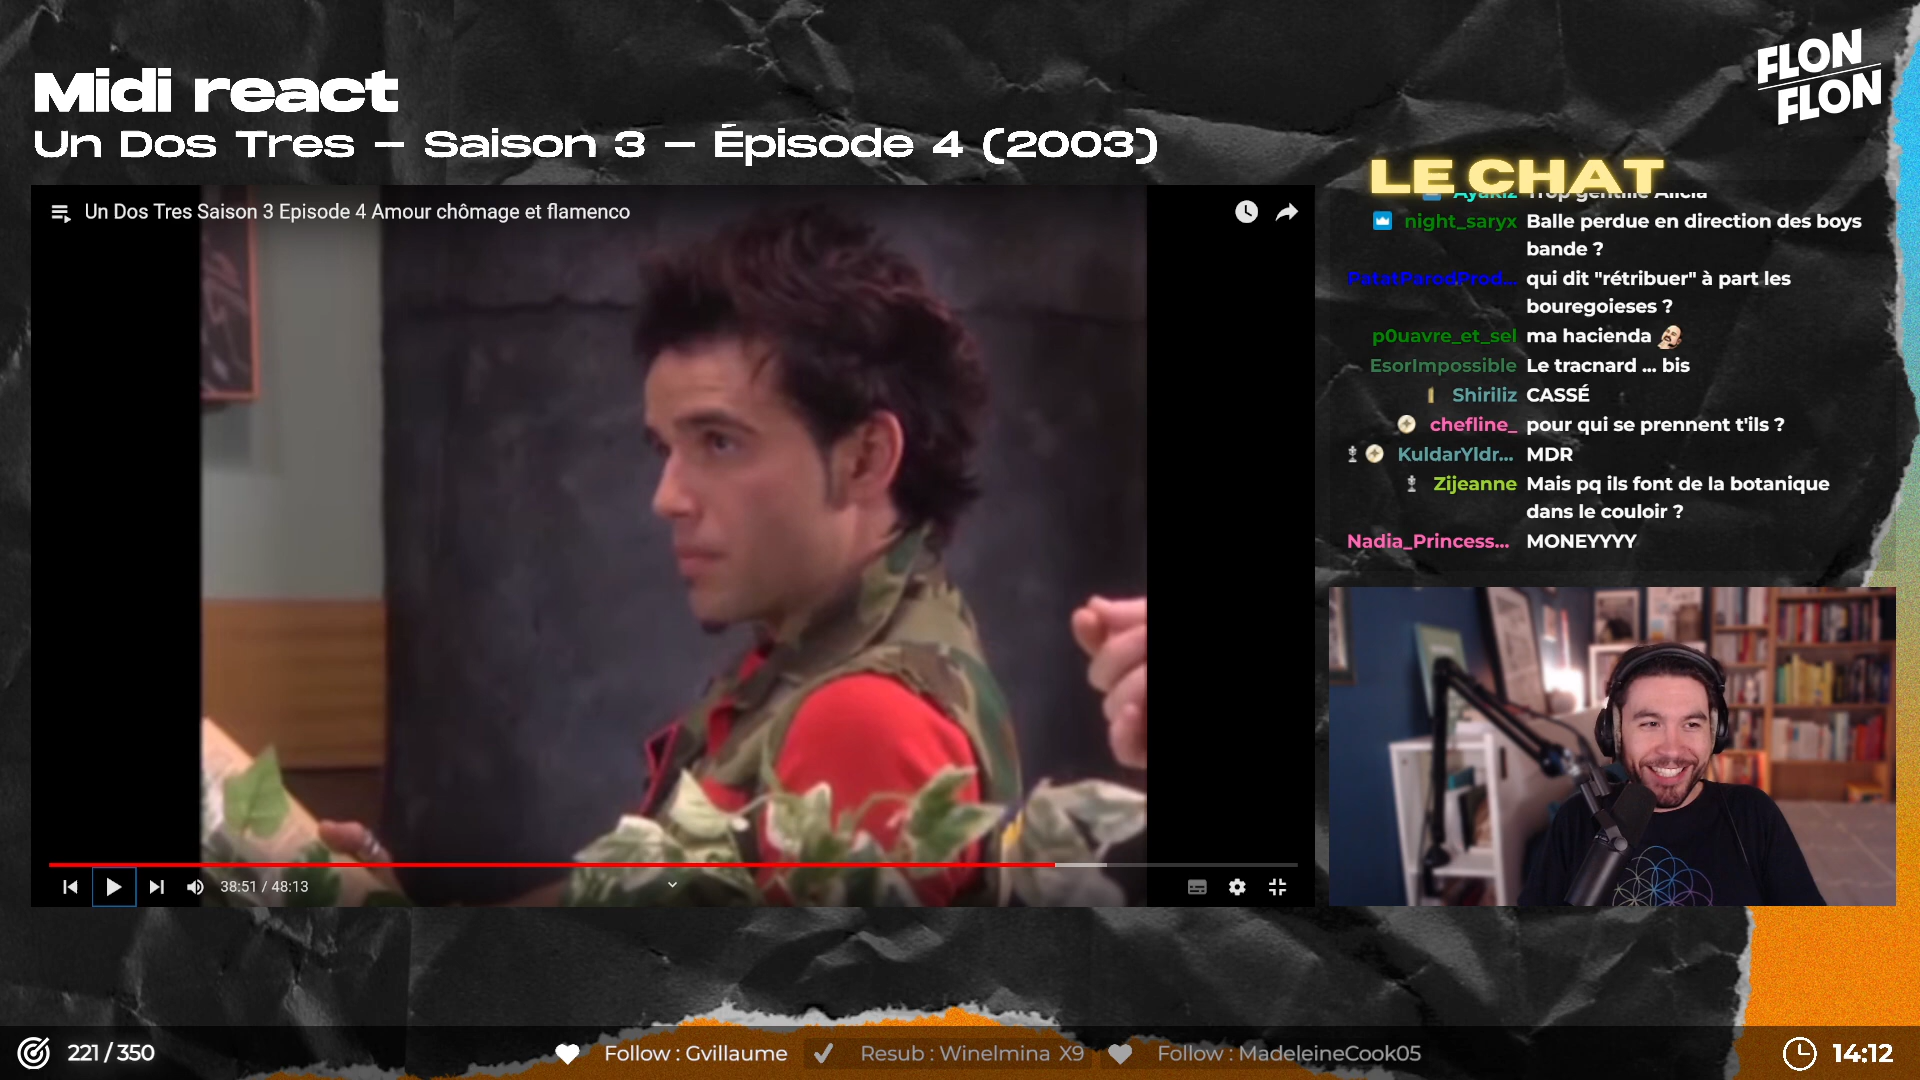 Midi react
Un Dos Tres – Saison 3 – Épisode 4 (2003)
FLON
FLON
Un Dos Tres Saison 3 Episode 4 Amour chômage et flamenco
LE CHAT
Ayakiz Trop gentille Alicia
night_saryx Balle perdue en direction des boys
bande ?
PatatParodProd... qui dit "rétribuer" à part les
bouregoieses ?
p0uavre_et_sel ma hacienda
EsorImpossible Le tracnard ... bis
Shiriliz CASSÉ
chefline_ pour qui se prennent t'ils ?
KuldarYldr... MDR
Zijeanne Mais pq ils font de la botanique
dans le couloir ?
Nadia_Princess... MONEYYYY
38:51 / 48:13
221 / 350
Follow : Gvillaume
Resub : Winelmina X9
Follow : MadeleineCook05
14:12